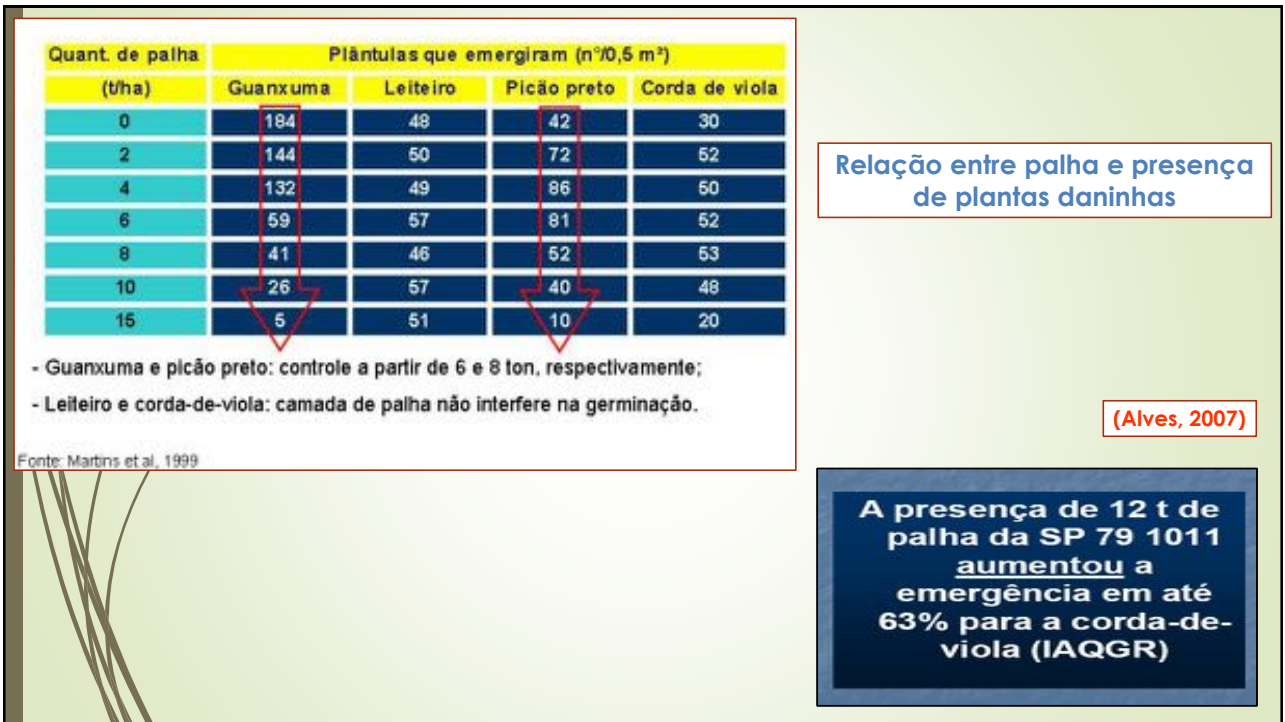 Quant. de palha Plântulas que emergiram (n°/0,5 m²)
(t/ha) Guanxuma Leiteiro Picão preto Corda de viola
0 184 48 42 30
2 144 50 72 52
4 132 49 86 50
6 59 57 81 52
8 41 46 52 53
10 26 57 40 48
15 5 51 10 20
- Guanxuma e picão preto: controle a partir de 6 e 8 ton, respectivamente;
- Leiteiro e corda-de-viola: camada de palha não interfere na germinação.
Fonte: Martins et al, 1999
Relação entre palha e presença
de plantas daninhas
(Alves, 2007)
A presença de 12 t de
palha da SP 79 1011
aumentou a
emergência em até
63% para a corda-de-
viola (IAQGR)